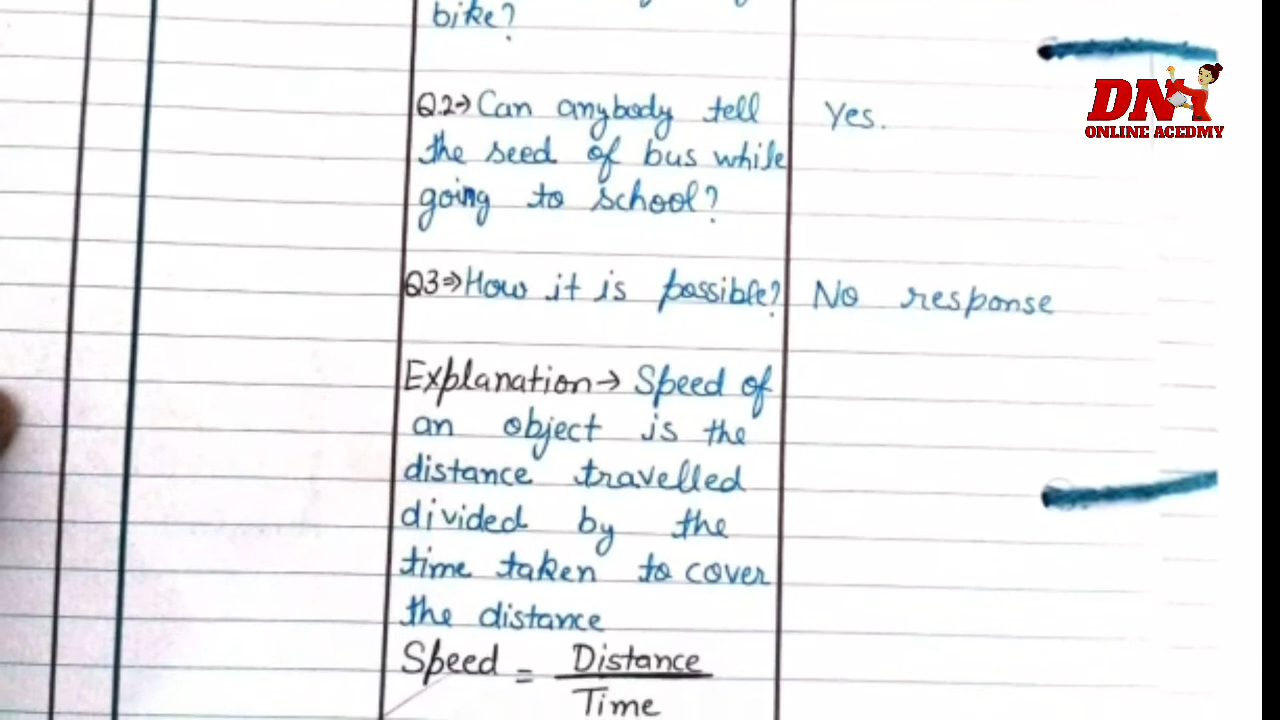 bike?
Q.2→ Can anybody tell
the seed of bus while
going to school?
Yes.
Q3⇒ How it is possible?
No response
Explanation → Speed of
an object is the
distance travelled
divided by the
time taken to cover
the distance
Speed = Distance
Time
DM
ONLINE ACEDMY